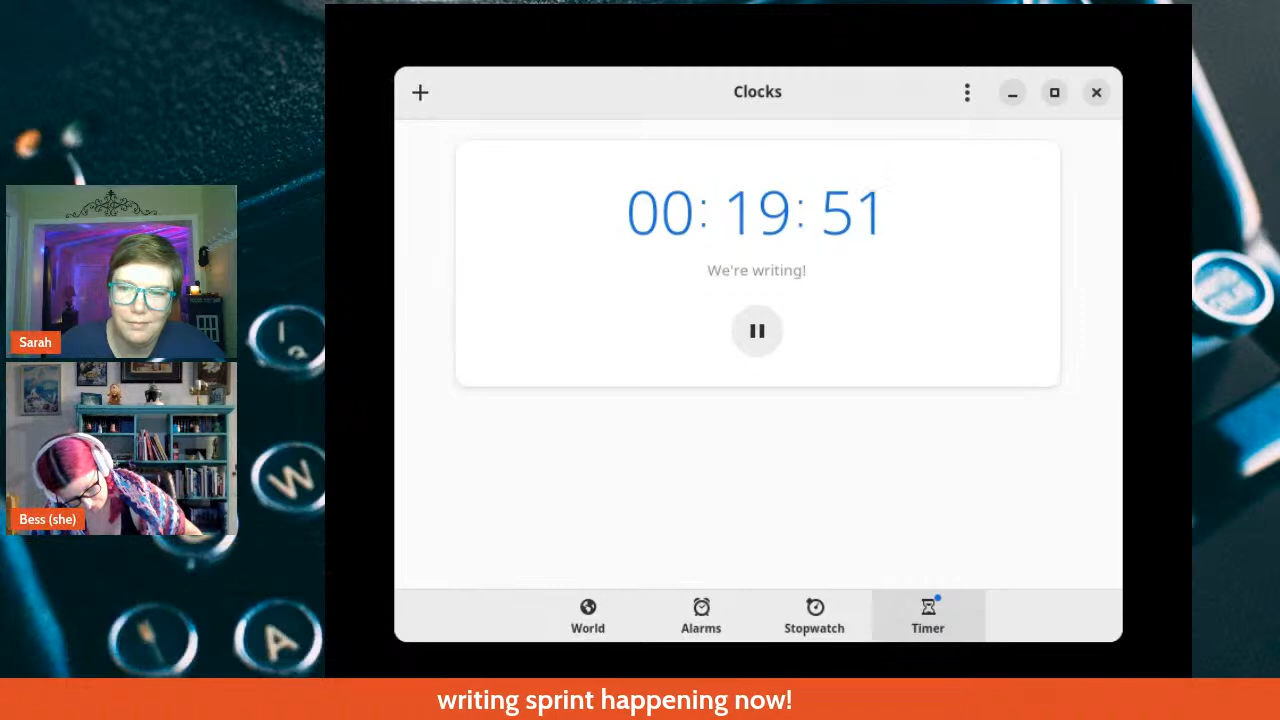 Clocks
00:19:51
We're writing!
World
Alarms
Stopwatch
Timer
Sarah
Bess (she)
I
W
A
writing sprint happening now!